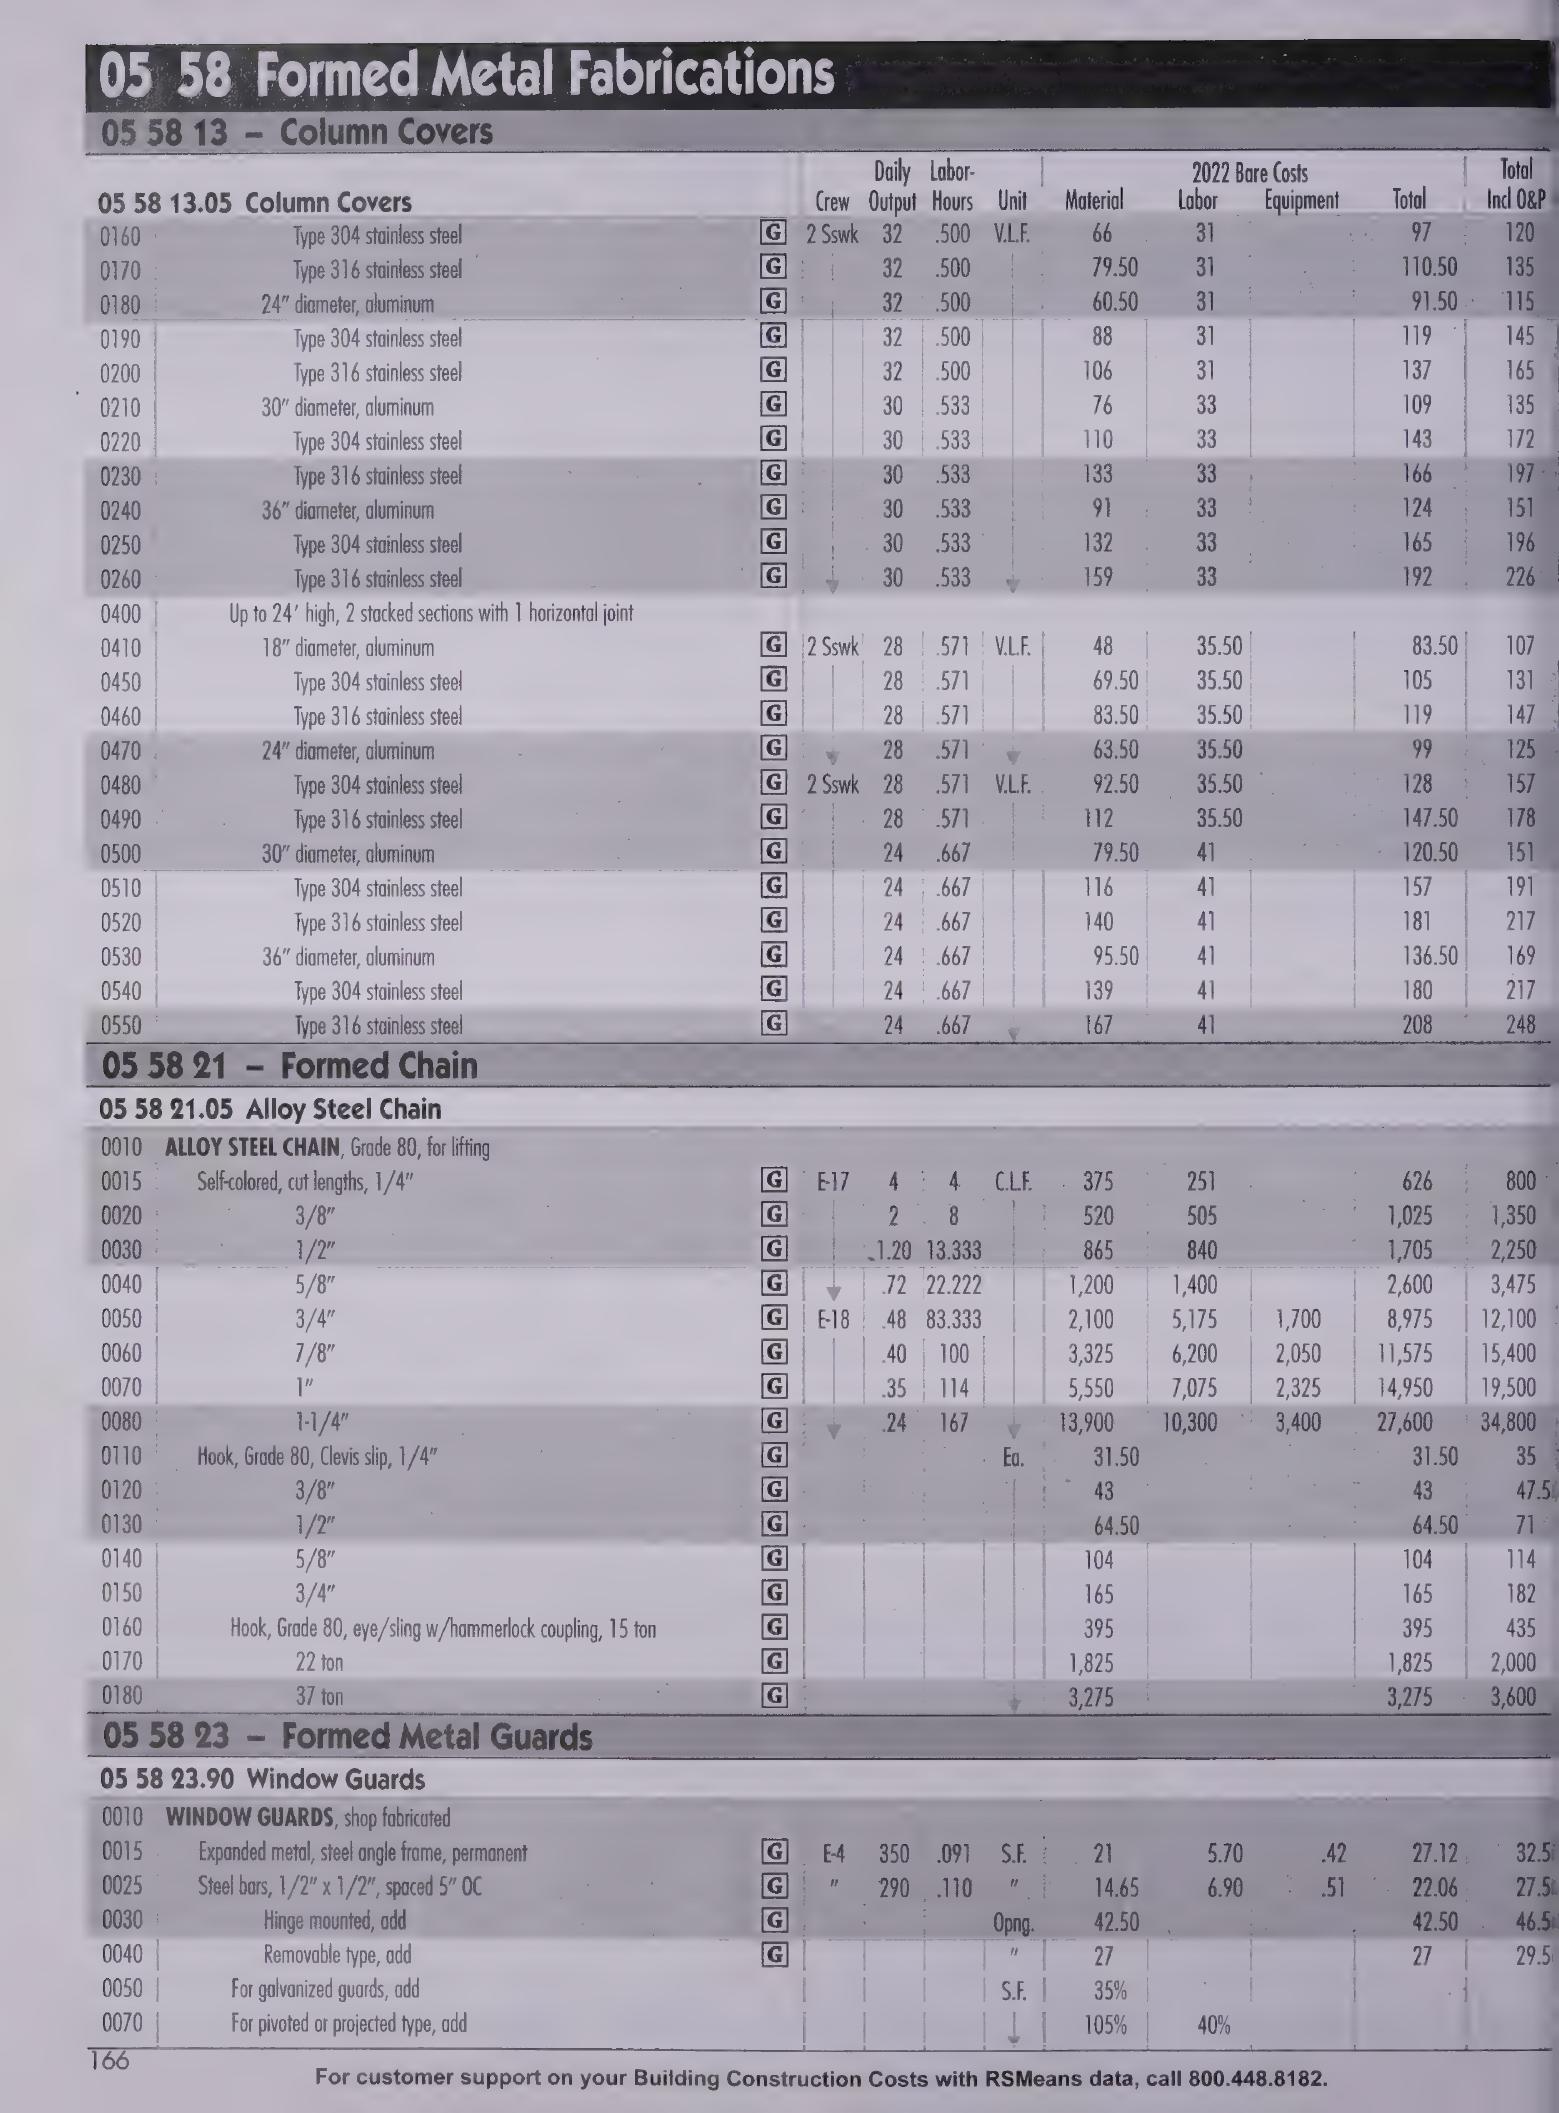 05 58 Formed Metal Fabrications
05 58 13 – Column Covers
05 58 13.05 Column Covers Crew Daily Output Labor-Hours Unit Material 2022 Bare Costs Labor Equipment Total Total Incl O&P
0160 Type 304 stainless steel G 2 Sswk 32 .500 V.L.F. 66 31 97 120
0170 Type 316 stainless steel G 32 .500 79.50 31 110.50 135
0180 24" diameter, aluminum G 32 .500 60.50 31 91.50 115
0190 Type 304 stainless steel G 32 .500 88 31 119 145
0200 Type 316 stainless steel G 32 .500 106 31 137 165
0210 30" diameter, aluminum G 30 .533 76 33 109 135
0220 Type 304 stainless steel G 30 .533 110 33 143 172
0230 Type 316 stainless steel G 30 .533 133 33 166 197
0240 36" diameter, aluminum G 30 .533 91 33 124 151
0250 Type 304 stainless steel G 30 .533 132 33 165 196
0260 Type 316 stainless steel G 30 .533 159 33 192 226
0400 Up to 24' high, 2 stacked sections with 1 horizontal joint
0410 18" diameter, aluminum G 2 Sswk 28 .571 V.L.F. 48 35.50 83.50 107
0450 Type 304 stainless steel G 28 .571 69.50 35.50 105 131
0460 Type 316 stainless steel G 28 .571 83.50 35.50 119 147
0470 24" diameter, aluminum G 28 .571 63.50 35.50 99 125
0480 Type 304 stainless steel G 2 Sswk 28 .571 V.L.F. 92.50 35.50 128 157
0490 Type 316 stainless steel G 28 .571 112 35.50 147.50 178
0500 30" diameter, aluminum G 24 .667 79.50 41 120.50 151
0510 Type 304 stainless steel G 24 .667 116 41 157 191
0520 Type 316 stainless steel G 24 .667 140 41 181 217
0530 36" diameter, aluminum G 24 .667 95.50 41 136.50 169
0540 Type 304 stainless steel G 24 .667 139 41 180 217
0550 Type 316 stainless steel G 24 .667 167 41 208 248
05 58 21 – Formed Chain
05 58 21.05 Alloy Steel Chain
0010 ALLOY STEEL CHAIN, Grade 80, for lifting
0015 Self-colored, cut lengths, 1/4" G E-17 4 4 C.L.F. 375 251 626 800
0020 3/8" G 2 8 520 505 1,025 1,350
0030 1/2" G 1.20 13.333 865 840 1,705 2,250
0040 5/8" G .72 22.222 1,200 1,400 2,600 3,475
0050 3/4" G E-18 .48 83.333 2,100 5,175 1,700 8,975 12,100
0060 7/8" G .40 100 3,325 6,200 2,050 11,575 15,400
0070 1" G .35 114 5,550 7,075 2,325 14,950 19,500
0080 1-1/4" G .24 167 13,900 10,300 3,400 27,600 34,800
0110 Hook, Grade 80, Clevis slip, 1/4" G Ea. 31.50 31.50 35
0120 3/8" G 43 43 47.5
0130 1/2" G 64.50 64.50 71
0140 5/8" G 104 104 114
0150 3/4" G 165 165 182
0160 Hook, Grade 80, eye/sling w/hammerlock coupling, 15 ton G 395 395 435
0170 22 ton G 1,825 1,825 2,000
0180 37 ton G 3,275 3,275 3,600
05 58 23 – Formed Metal Guards
05 58 23.90 Window Guards
0010 WINDOW GUARDS, shop fabricated
0015 Expanded metal, steel angle frame, permanent G E-4 350 .091 S.F. 21 5.70 .42 27.12 32.5
0025 Steel bars, 1/2" x 1/2", spaced 5" OC G " 290 .110 " 14.65 6.90 .51 22.06 27.5
0030 Hinge mounted, add G Opng. 42.50 42.50 46.5
0040 Removable type, add G " 27 27 29.5
0050 For galvanized guards, add S.F. 35%
0070 For pivoted or projected type, add 105% 40%
166
For customer support on your Building Construction Costs with RSMeans data, call 800.448.8182.